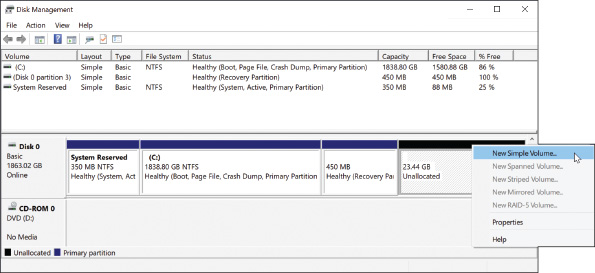 Disk Management
File Action View Help
Volume Layout Type File System Status Capacity Free Space % Free
(C:) Simple Basic NTFS Healthy (Boot, Page File, Crash Dump, Primary Partition) 1838.80 GB 1580.88 GB 86 %
(Disk 0 partition 3) Simple Basic Healthy (Recovery Partition) 450 MB 450 MB 100 %
System Reserved Simple Basic NTFS Healthy (System, Active, Primary Partition) 350 MB 88 MB 25 %
Disk 0
Basic
1863.02 GB
Online
System Reserved
350 MB NTFS
Healthy (System, Act
(C:)
1838.80 GB NTFS
Healthy (Boot, Page File, Crash Dump, Primary Partition)
450 MB
Healthy (Recovery Pa
23.44 GB
Unallocated
New Simple Volume...
New Spanned Volume...
New Striped Volume...
New Mirrored Volume...
New RAID-5 Volume...
Properties
Help
CD-ROM 0
DVD (D:)
No Media
Unallocated Primary partition